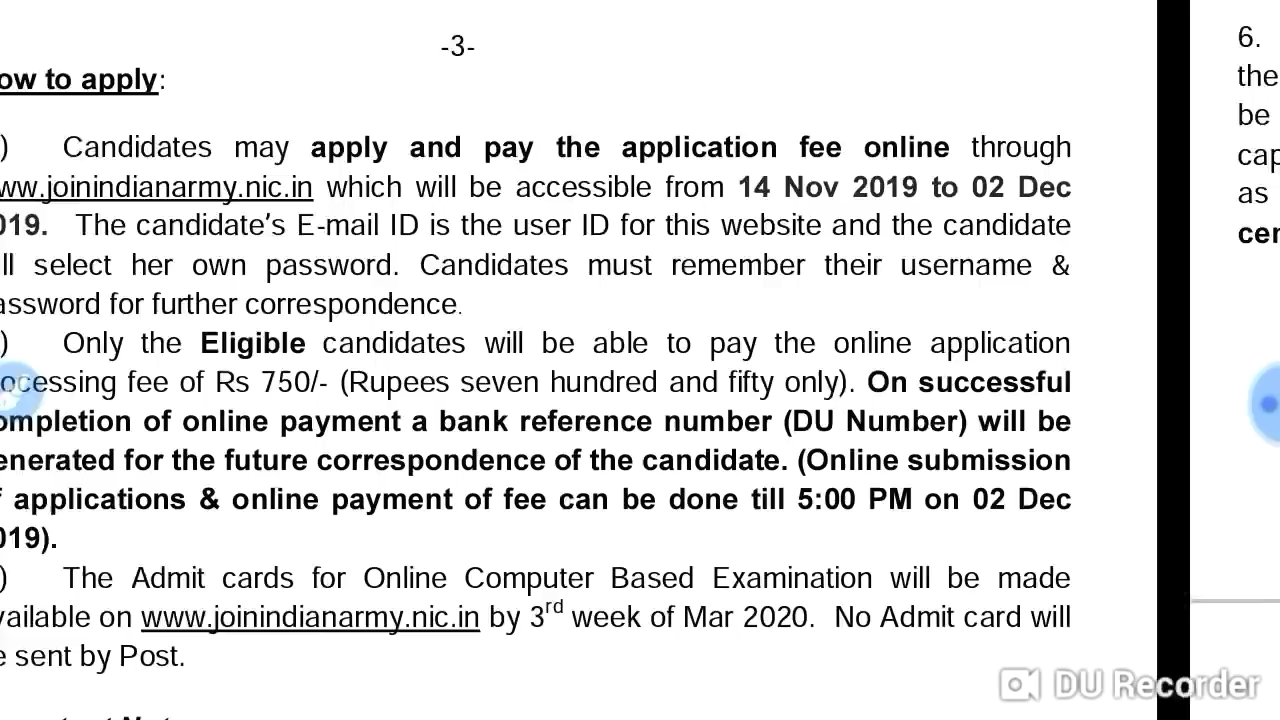 -3-
ow to apply:
) Candidates may apply and pay the application fee online through
ww.joinindianarmy.nic.in which will be accessible from 14 Nov 2019 to 02 Dec
019. The candidate's E-mail ID is the user ID for this website and the candidate
ll select her own password. Candidates must remember their username &
assword for further correspondence.
) Only the Eligible candidates will be able to pay the online application
ocessing fee of Rs 750/- (Rupees seven hundred and fifty only). On successful
ompletion of online payment a bank reference number (DU Number) will be
enerated for the future correspondence of the candidate. (Online submission
f applications & online payment of fee can be done till 5:00 PM on 02 Dec
019).
) The Admit cards for Online Computer Based Examination will be made
vailable on www.joinindianarmy.nic.in by 3rd week of Mar 2020. No Admit card will
e sent by Post.
6.
the
be
cap
as
cer
DU Recorder